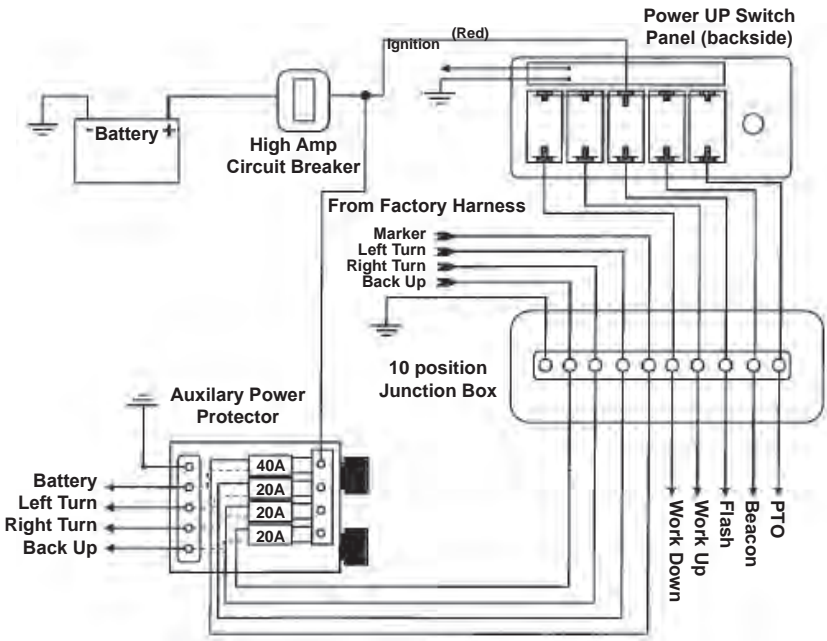 Power UP Switch
Panel (backside)
(Red)
Ignition
- Battery +
High Amp
Circuit Breaker
From Factory Harness
Marker
Left Turn
Right Turn
Back Up
10 position
Junction Box
Auxilary Power
Protector
40A
20A
20A
20A
Battery
Left Turn
Right Turn
Back Up
Work Down
Work Up
Flash
Beacon
PTO